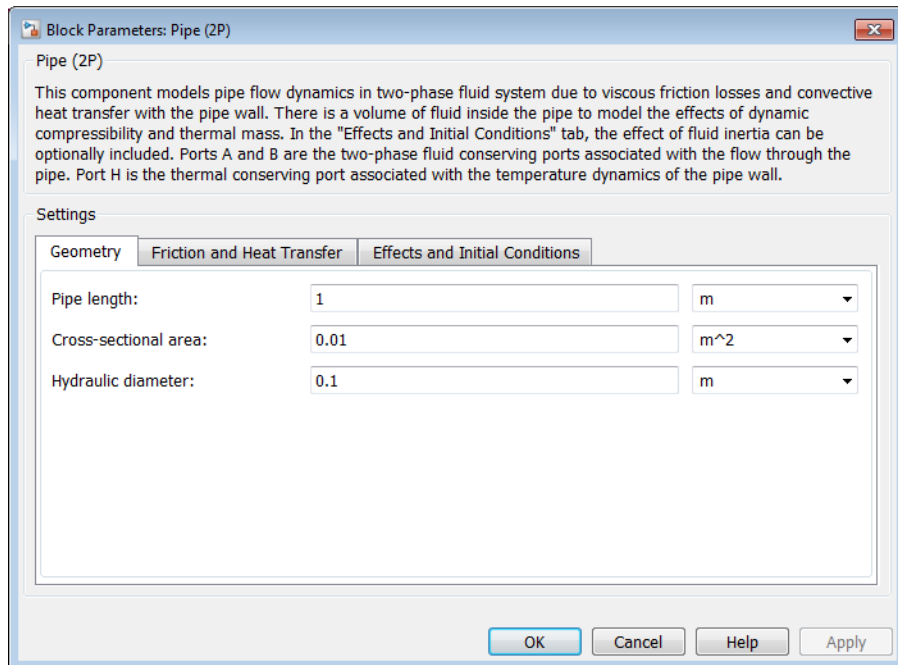 Block Parameters: Pipe (2P)
Pipe (2P)
This component models pipe flow dynamics in two-phase fluid system due to viscous friction losses and convective
heat transfer with the pipe wall. There is a volume of fluid inside the pipe to model the effects of dynamic
compressibility and thermal mass. In the "Effects and Initial Conditions" tab, the effect of fluid inertia can be
optionally included. Ports A and B are the two-phase fluid conserving ports associated with the flow through the
pipe. Port H is the thermal conserving port associated with the temperature dynamics of the pipe wall.
Settings
Geometry Friction and Heat Transfer Effects and Initial Conditions
Pipe length: 1 m
Cross-sectional area: 0.01 m^2
Hydraulic diameter: 0.1 m
OK Cancel Help Apply